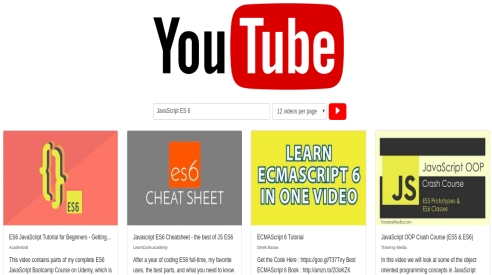 YouTube
JavaScript ES 6
12 videos per page
ES6
es6
CHEAT SHEET
LEARN
ECMASCRIPT 6
IN ONE VIDEO
JS
JavaScript OOP
Crash Course
ES5 Prototypes &
ES6 Classes
TraversyMedia.com
ES6 JavaScript Tutorial for Beginners - Getting...
Academind
This video contains parts of my complete ES6
JavaScript Bootcamp Course on Udemy, which is
Javascript ES6 Cheatsheet - the best of JS ES6
LearnCode.academy
After a year of coding ES6 full-time, my favorite
uses, the best parts, and what you need to know
ECMAScript 6 Tutorial
Derek Banas
Get the Code Here : https://goo.gl/T37Tny Best
ECMAScript 6 Book :
JavaScript OOP Crash Course (ES5 & ES6)
Traversy Media
In this video we will look at some of the object
oriented programming concepts in JavaScript